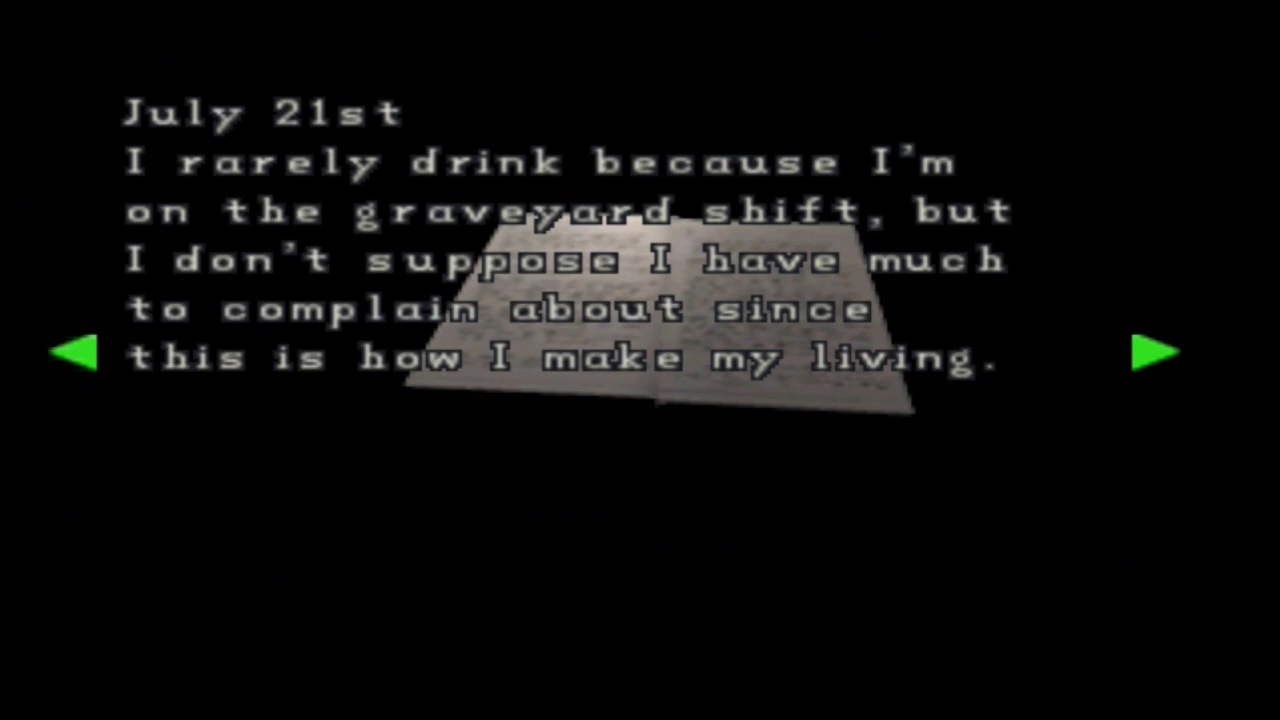 July 21st
I rarely drink because I'm
on the graveyard shift, but
I don't suppose I have much
to complain about since
this is how I make my living.